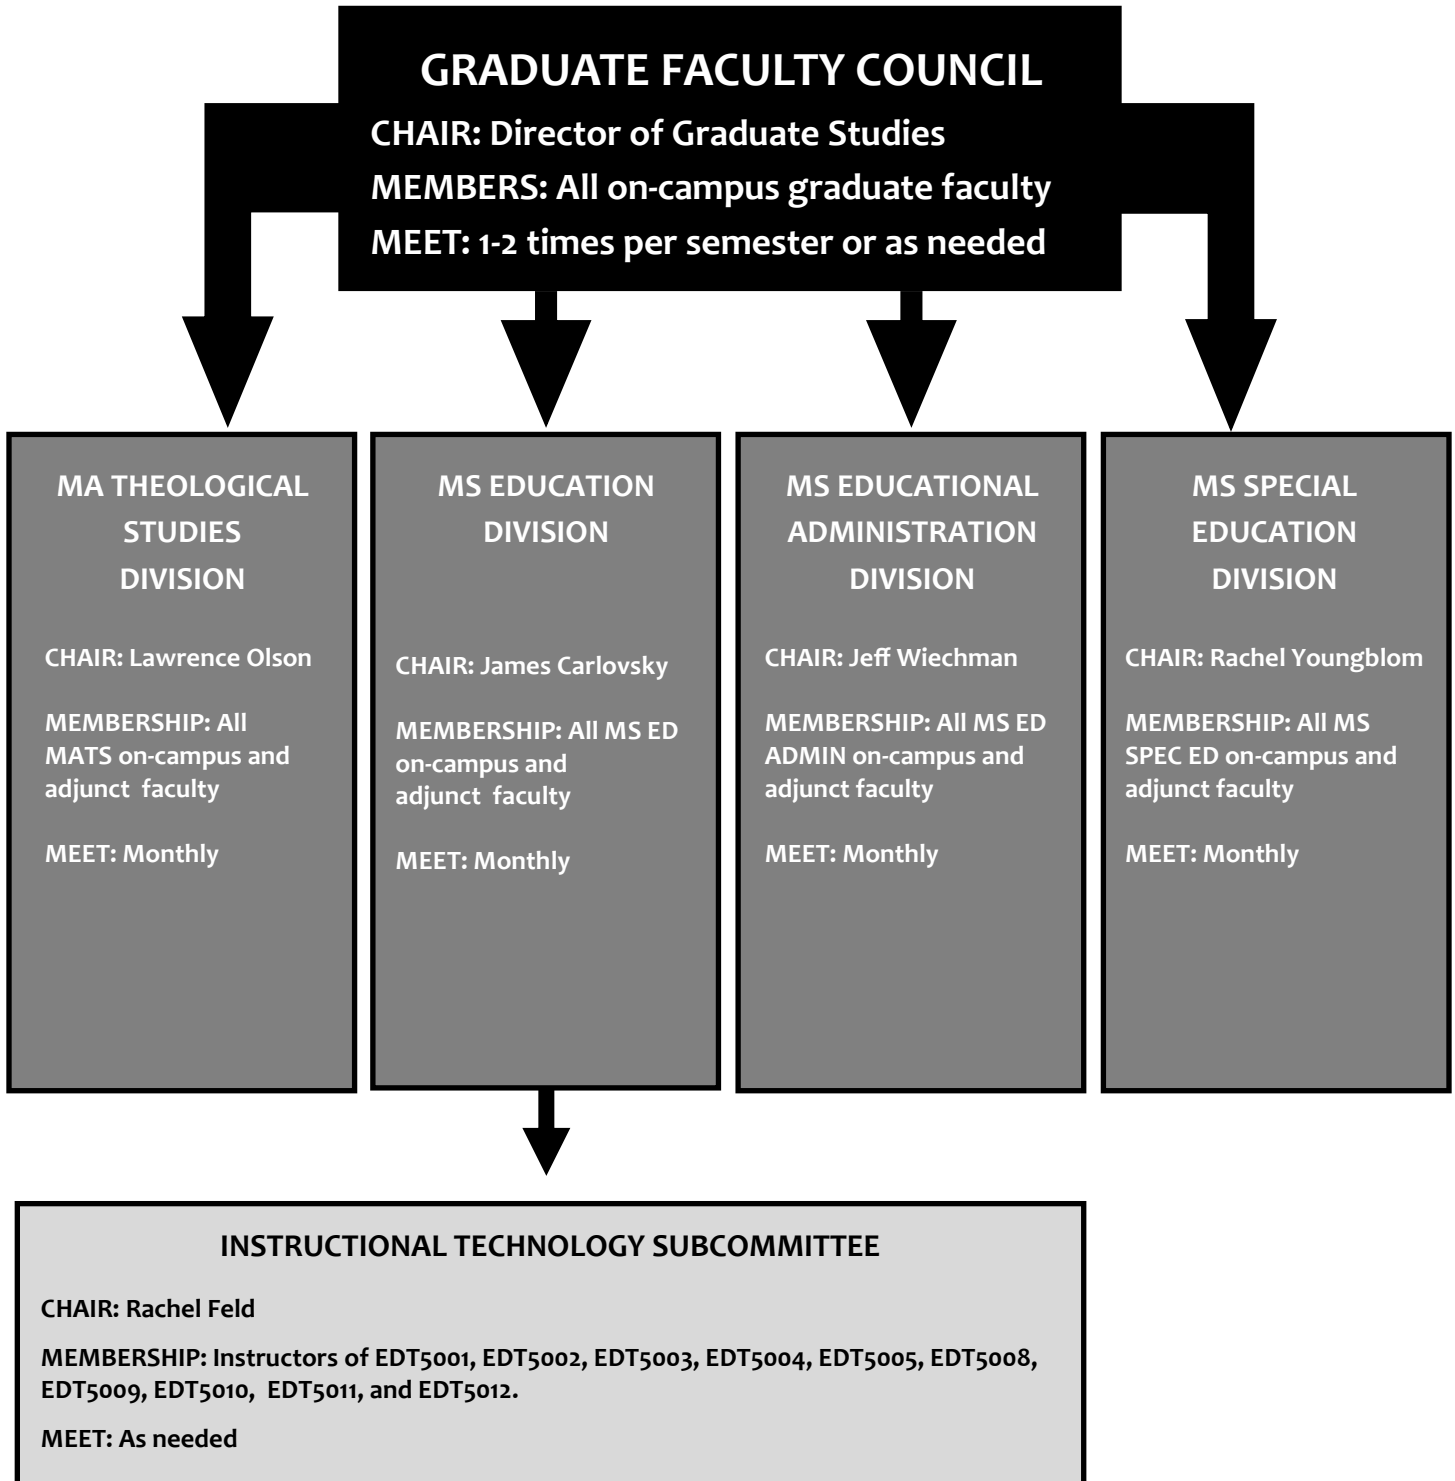 GRADUATE FACULTY COUNCIL
CHAIR: Director of Graduate Studies
MEMBERS: All on-campus graduate faculty
MEET: 1-2 times per semester or as needed
MA THEOLOGICAL
STUDIES
DIVISION
CHAIR: Lawrence Olson
MEMBERSHIP: All
MATS on-campus and
adjunct faculty
MEET: Monthly
MS EDUCATION
DIVISION
CHAIR: James Carlovsky
MEMBERSHIP: All MS ED
on-campus and
adjunct faculty
MEET: Monthly
MS EDUCATIONAL
ADMINISTRATION
DIVISION
CHAIR: Jeff Wiechman
MEMBERSHIP: All MS ED
ADMIN on-campus and
adjunct faculty
MEET: Monthly
MS SPECIAL
EDUCATION
DIVISION
CHAIR: Rachel Youngblom
MEMBERSHIP: All MS
SPEC ED on-campus and
adjunct faculty
MEET: Monthly
INSTRUCTIONAL TECHNOLOGY SUBCOMMITTEE
CHAIR: Rachel Feld
MEMBERSHIP: Instructors of EDT5001, EDT5002, EDT5003, EDT5004, EDT5005, EDT5008,
EDT5009, EDT5010, EDT5011, and EDT5012.
MEET: As needed